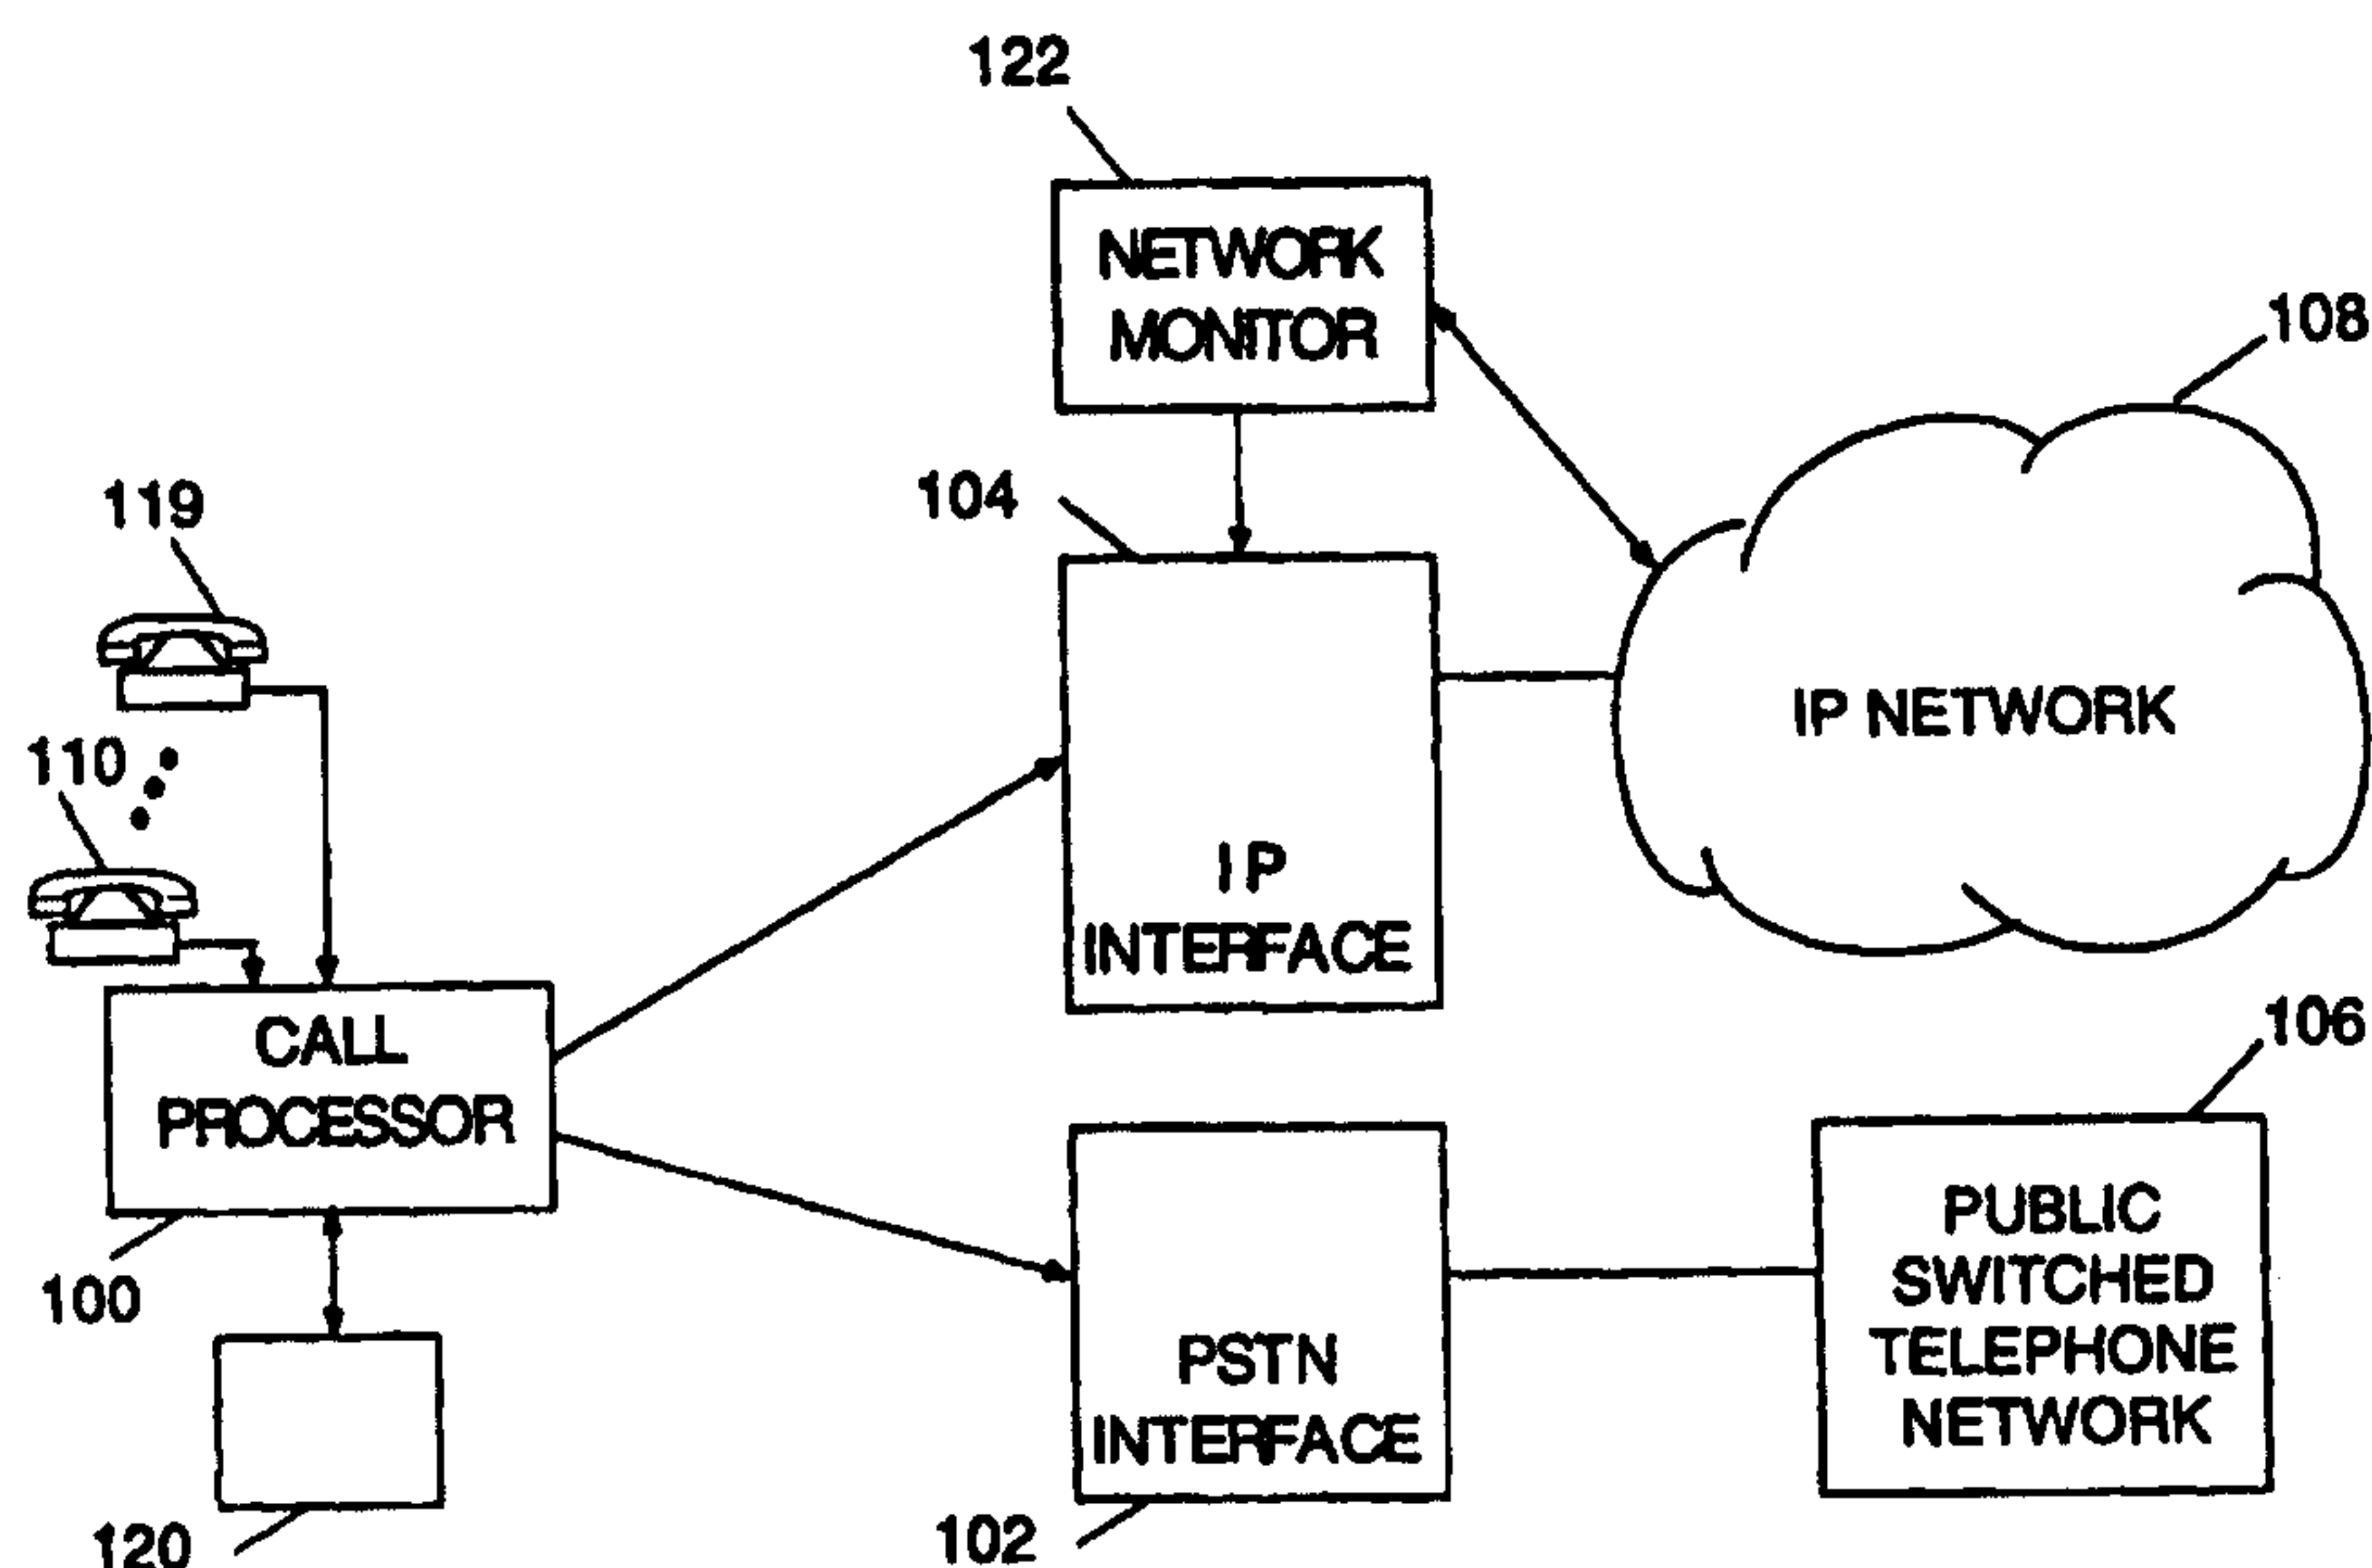 122
NETWORK
MONITOR
108
104
119
IP NETWORK
110
IP
INTERFACE
106
CALL
PROCESSOR
PUBLIC
SWITCHED
TELEPHONE
NETWORK
100
PSTN
INTERFACE
120
102